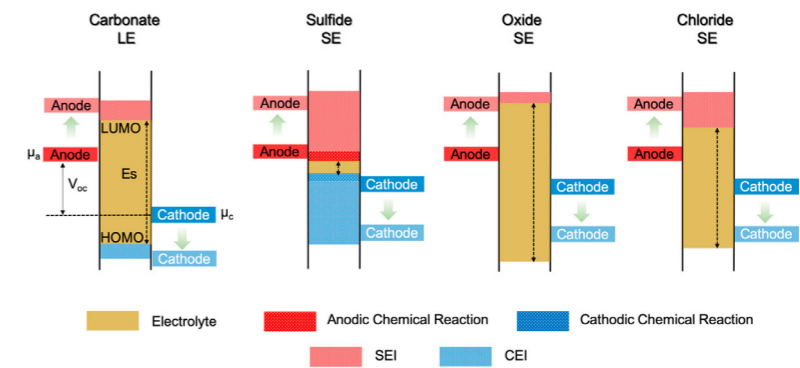 Carbonate
LE
Sulfide
SE
Oxide
SE
Chloride
SE
Anode
LUMO
μa Anode
Voc
Es
Cathode μc
HOMO
Cathode
Anode
Anode
Cathode
Cathode
Anode
Anode
Cathode
Cathode
Anode
Anode
Cathode
Cathode
Electrolyte
Anodic Chemical Reaction
Cathodic Chemical Reaction
SEI
CEI